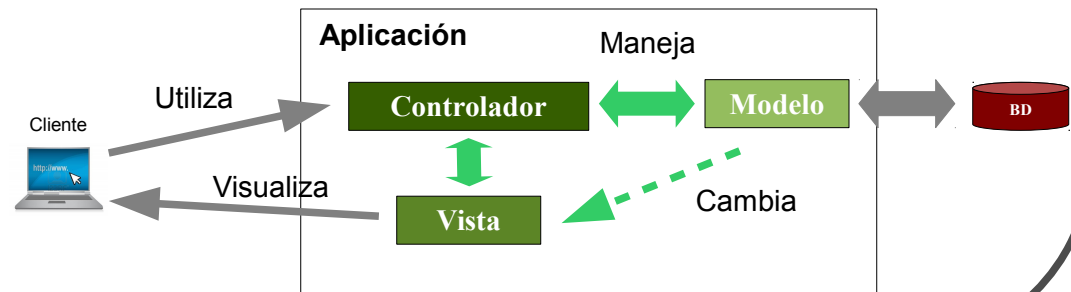 Aplicación
Maneja
Utiliza
Controlador
Modelo
BD
Cliente
http://www.
Visualiza
Cambia
Vista